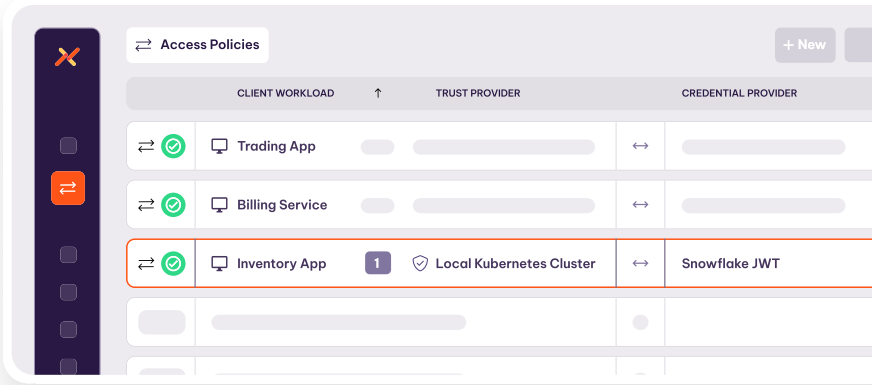 Access Policies
+ New
CLIENT WORKLOAD ↑ TRUST PROVIDER CREDENTIAL PROVIDER
Trading App
Billing Service
Inventory App 1 Local Kubernetes Cluster Snowflake JWT